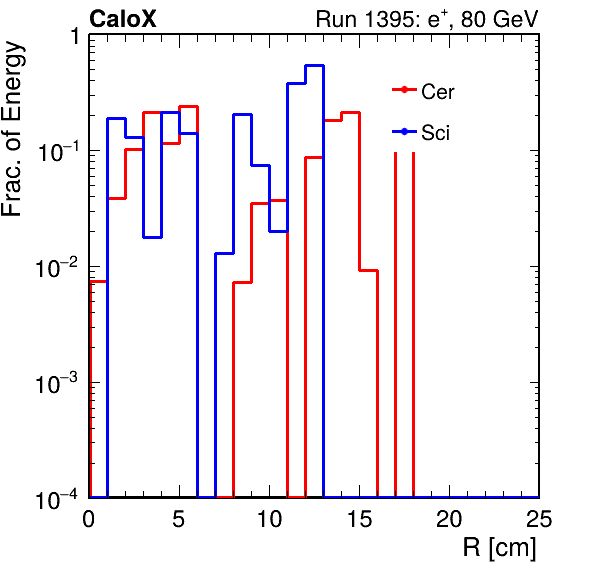 CaloX Run 1395: e⁺, 80 GeV
Frac. of Energy
1
10⁻¹
10⁻²
10⁻³
10⁻⁴
Cer
Sci
0 5 10 15 20 25
R [cm]